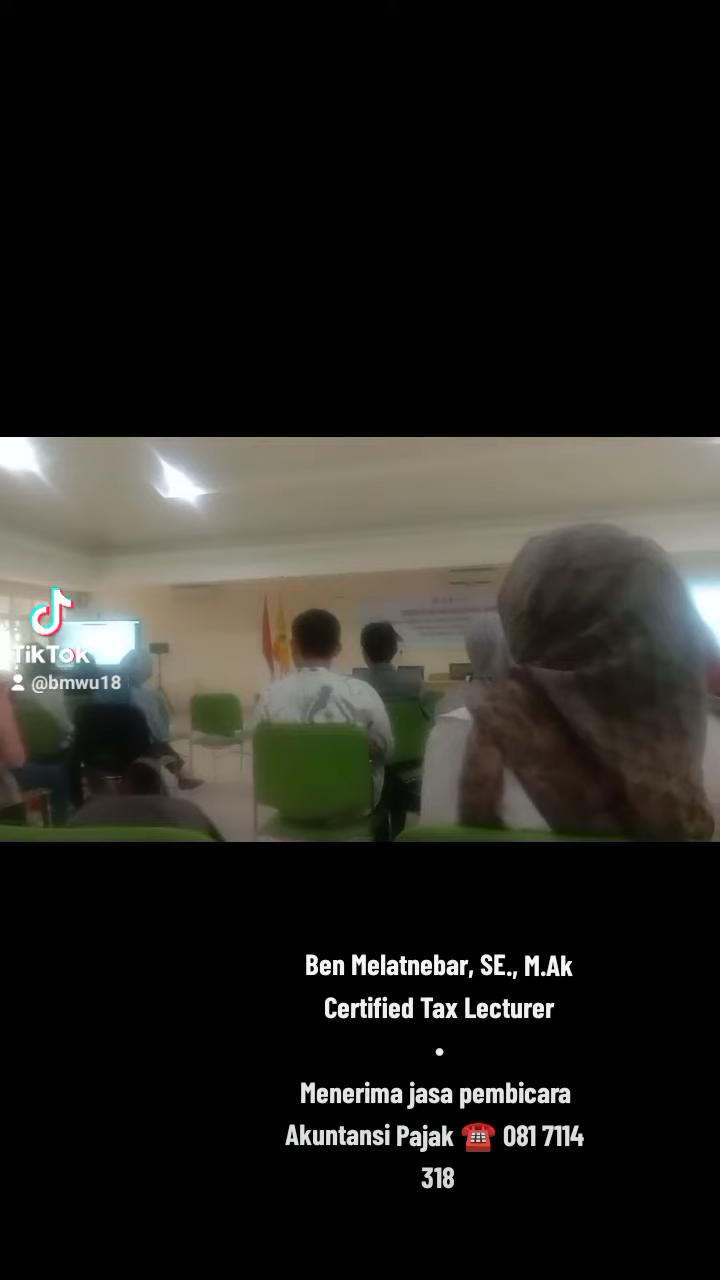 TikTok
@bmwu18
Ben Melatnebar, SE., M.Ak
Certified Tax Lecturer
•
Menerima jasa pembicara
Akuntansi Pajak ☎️ 081 7114
318